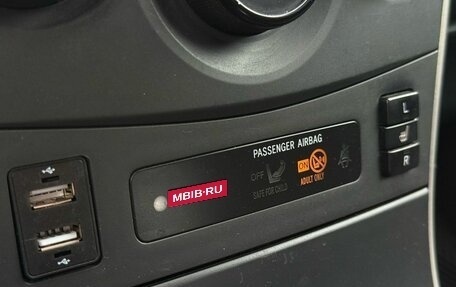 L
PASSENGER AIRBAG
OFF ON
R
MBIB·RU
SAFE FOR CHILD ADULT ONLY